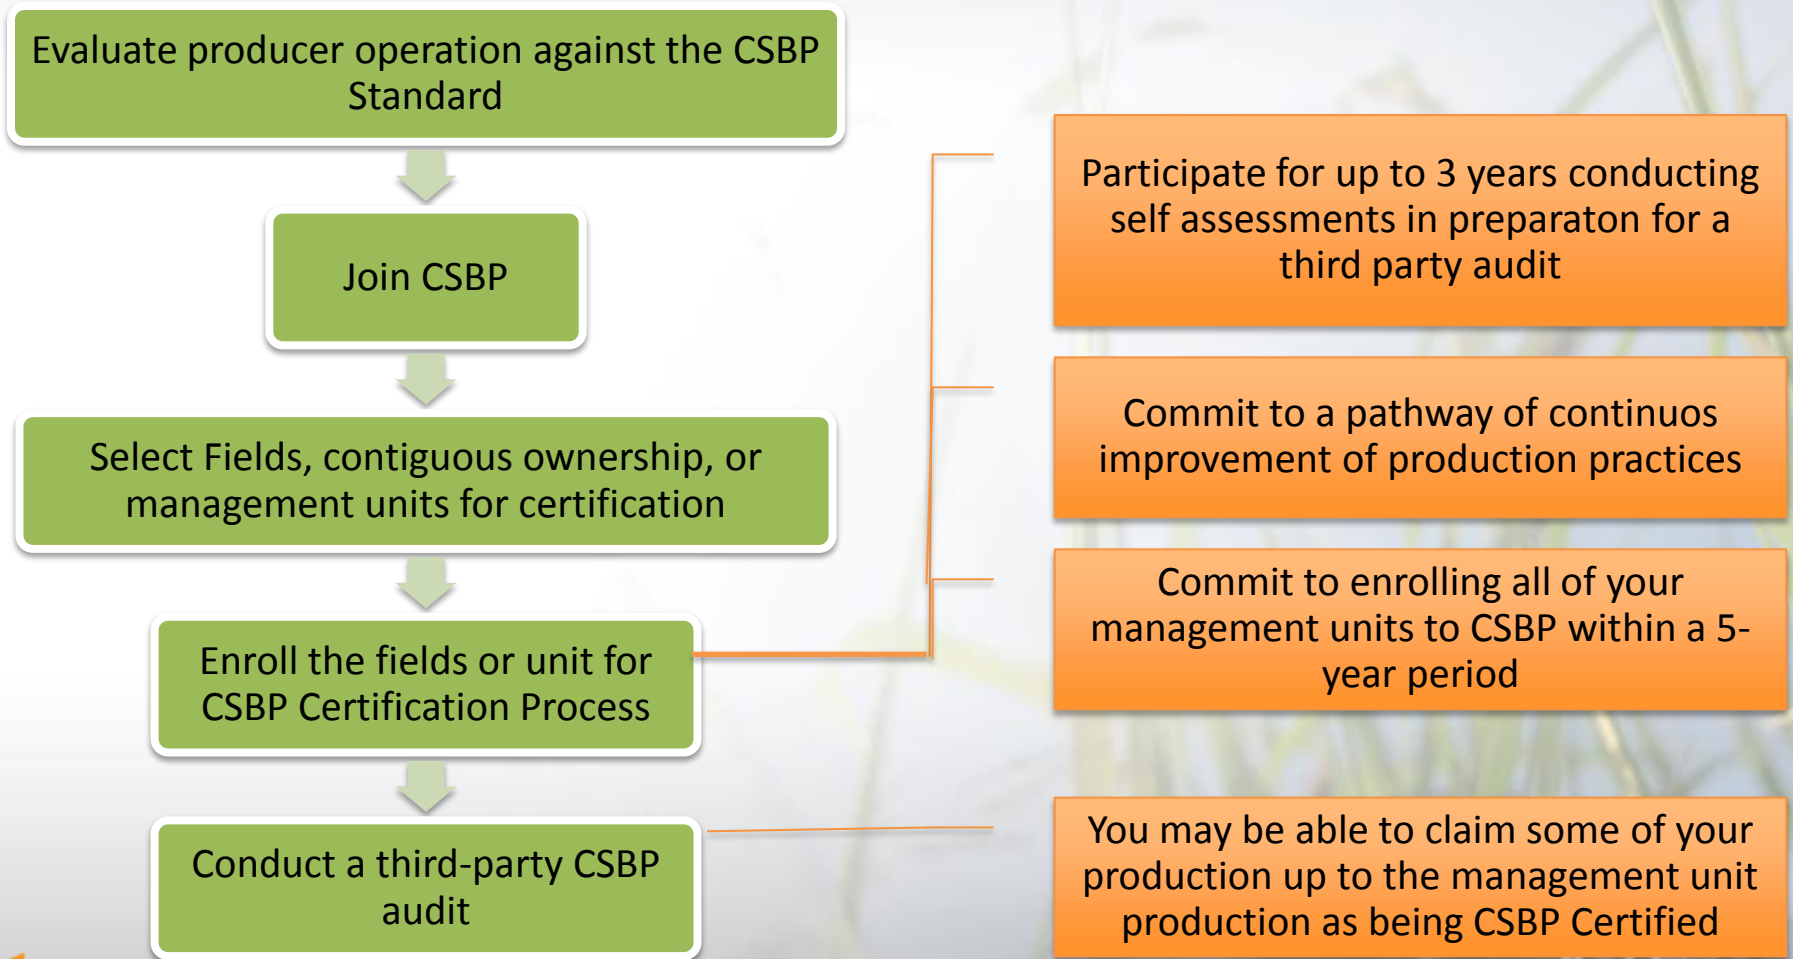 Evaluate producer operation against the CSBP
Standard
Join CSBP
Select Fields, contiguous ownership, or
management units for certification
Enroll the fields or unit for
CSBP Certification Process
Conduct a third-party CSBP
audit
Participate for up to 3 years conducting
self assessments in preparaton for a
third party audit
Commit to a pathway of continuos
improvement of production practices
Commit to enrolling all of your
management units to CSBP within a 5-
year period
You may be able to claim some of your
production up to the management unit
production as being CSBP Certified